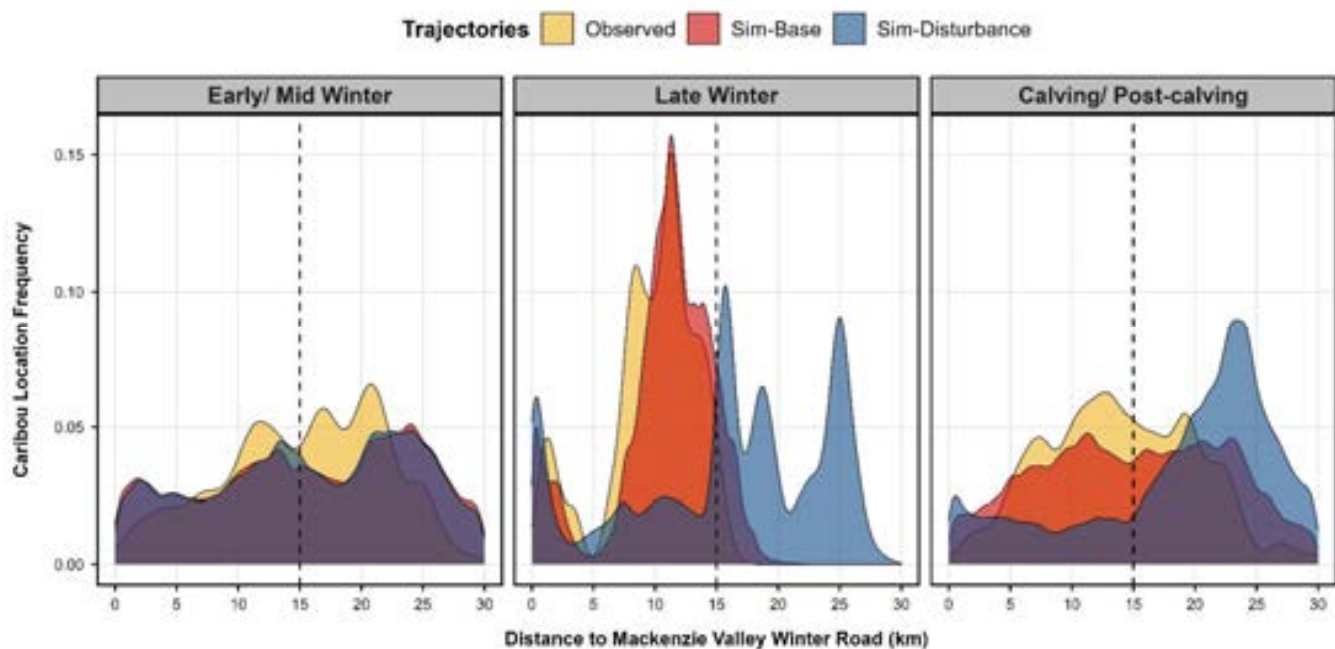 Trajectories Observed Sim-Base Sim-Disturbance
Early/ Mid Winter Late Winter Calving/ Post-calving
0.15
0.10
0.05
0.00
Caribou Location Frequency
0 5 10 15 20 25 30 0 5 10 15 20 25 30 0 5 10 15 20 25 30
Distance to Mackenzie Valley Winter Road (km)